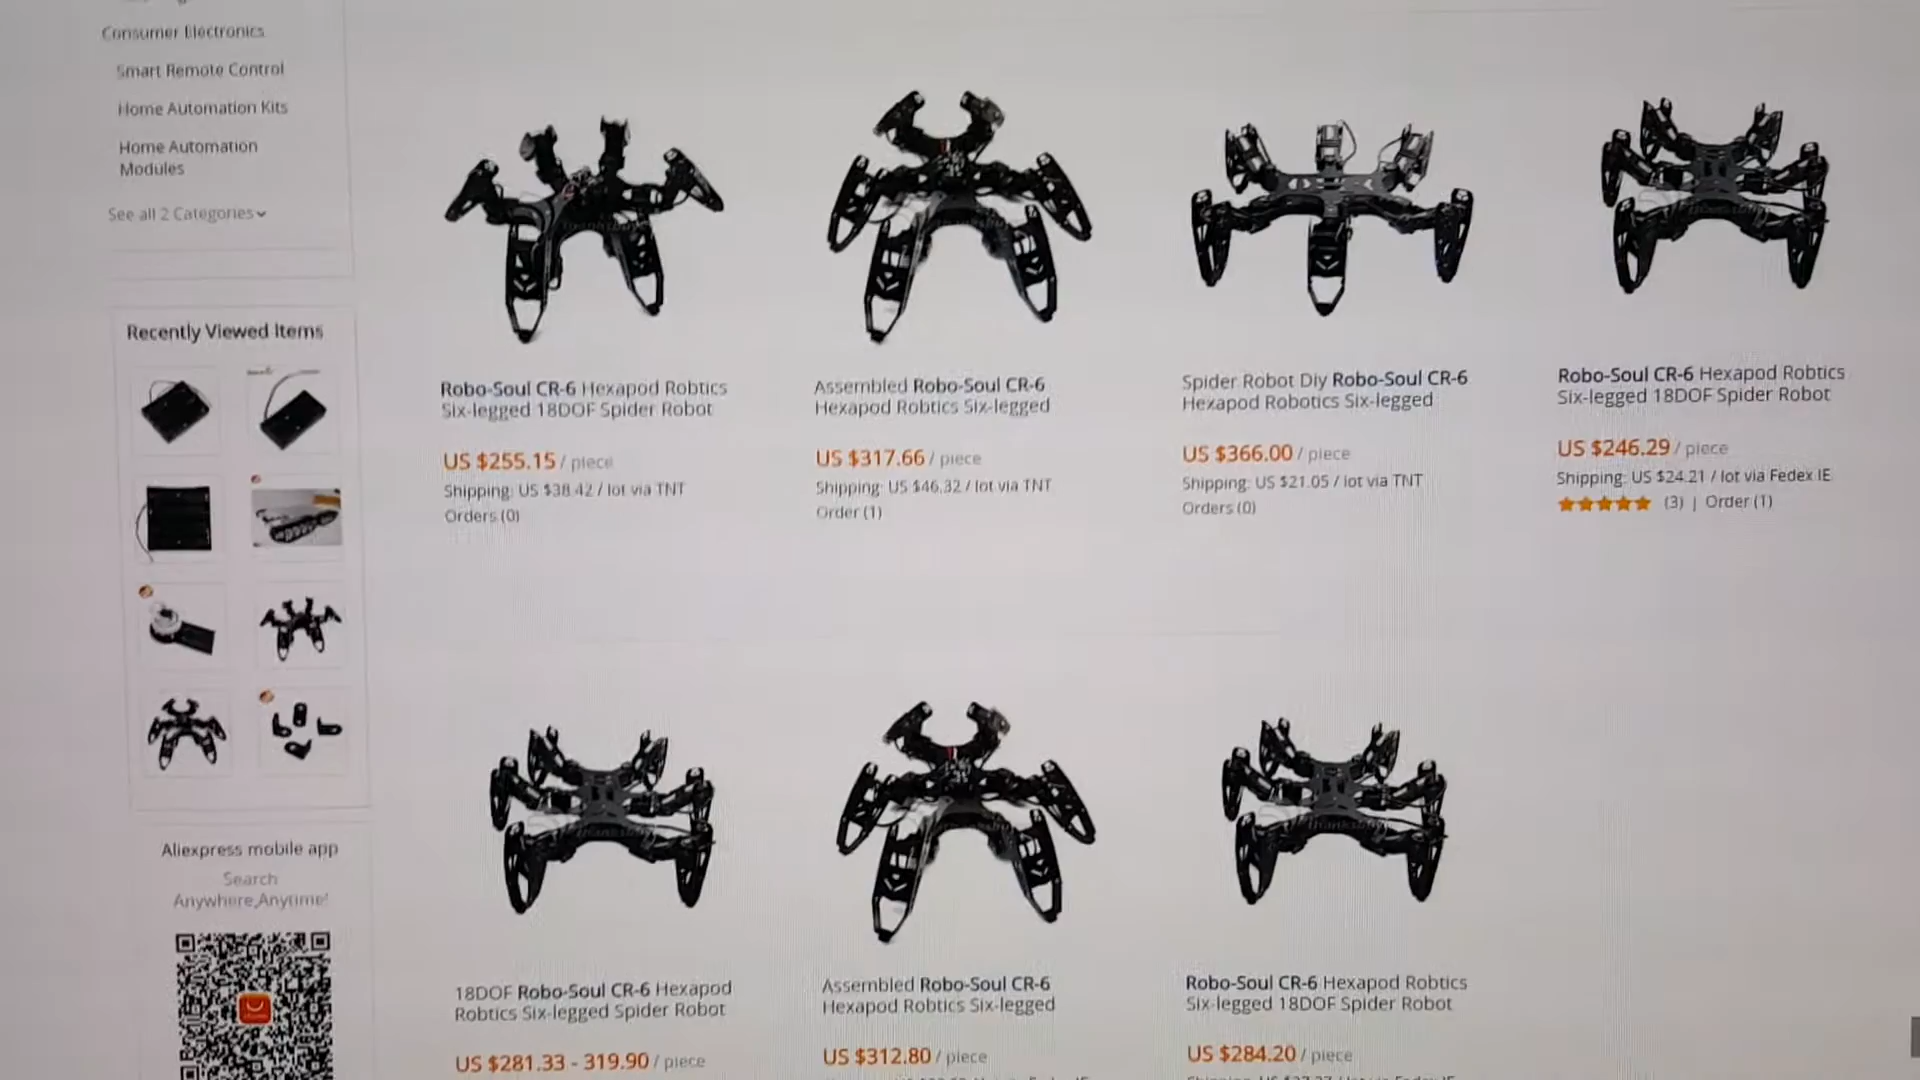 Consumer Electronics
Smart Remote Control
Home Automation Kits
Home Automation
Modules
See all 2 Categories
Recently Viewed Items
Aliexpress mobile app
Search
Anywhere,Anytime!
Robo-Soul CR-6 Hexapod Robtics
Six-legged 18DOF Spider Robot
US $255.15 / piece
Shipping: US $38.42 / lot via TNT
Orders (0)
Assembled Robo-Soul CR-6
Hexapod Robtics Six-legged
US $317.66 / piece
Shipping: US $46.32 / lot via TNT
Order (1)
Spider Robot Diy Robo-Soul CR-6
Hexapod Robotics Six-legged
US $366.00 / piece
Shipping: US $21.05 / lot via TNT
Orders (0)
Robo-Soul CR-6 Hexapod Robtics
Six-legged 18DOF Spider Robot
US $246.29 / piece
Shipping: US $24.21 / lot via Fedex IE
(3) | Order (1)
18DOF Robo-Soul CR-6 Hexapod
Robtics Six-legged Spider Robot
US $281.33 - 319.90 / piece
Assembled Robo-Soul CR-6
Hexapod Robtics Six-legged
US $312.80 / piece
Robo-Soul CR-6 Hexapod Robtics
Six-legged 18DOF Spider Robot
US $284.20 / piece